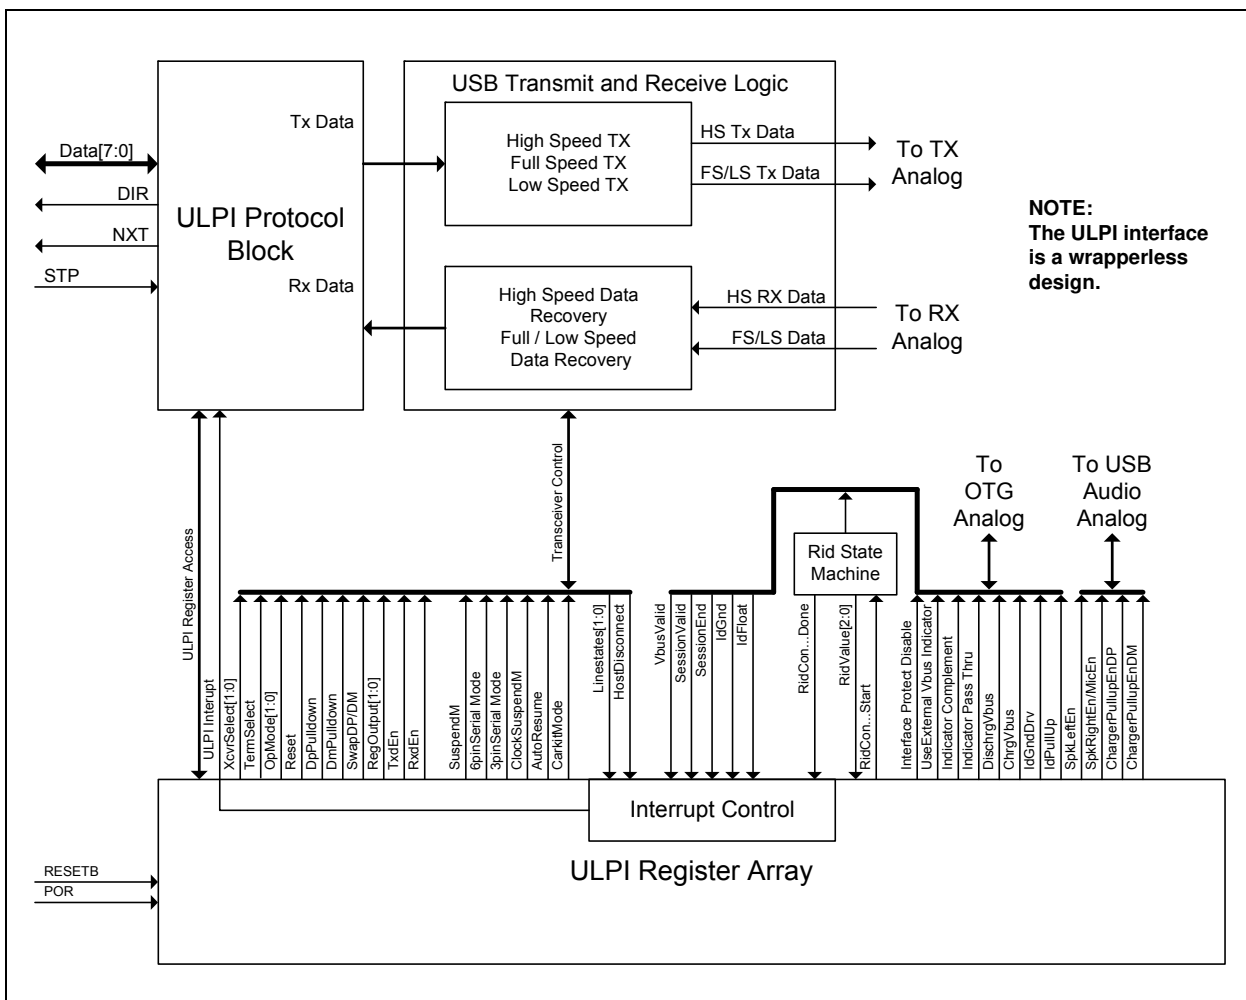 USB Transmit and Receive Logic
Tx Data
High Speed TX
Full Speed TX
Low Speed TX
HS Tx Data
FS/LS Tx Data
To TX
Analog
Data[7:0]
DIR
NXT
STP
ULPI Protocol
Block
Rx Data
High Speed Data
Recovery
Full / Low Speed
Data Recovery
HS RX Data
FS/LS Data
To RX
Analog
NOTE:
The ULPI interface
is a wrapperless
design.
To
OTG
Analog
To USB
Audio
Analog
Rid State
Machine
ULPI Register Access
Transceiver Control
ULPI Interupt
XcvrSelect[1:0]
TermSelect
OpMode[1:0]
Reset
DpPulldown
DmPulldown
SwapDP/DM
RegOutput[1:0]
TxdEn
RxdEn
SuspendM
6pinSerial Mode
3pinSerial Mode
ClockSuspendM
AutoResume
CarkitMode
Linestates[1:0]
HostDisconnect
VbusValid
SessionValid
SessionEnd
IdGnd
IdFloat
RidCon...Done
RidValue[2:0]
RidCon...Start
Interface Protect Disable
UseExternal Vbus Indicator
Indicator Complement
Indicator Pass Thru
DischrgVbus
ChrgVbus
IdGndDrv
IdPullUp
SpkLeftEn
SpkRightEn/MicEn
ChargerPullupEnDP
ChargerPullupEnDM
Interrupt Control
ULPI Register Array
RESETB
POR